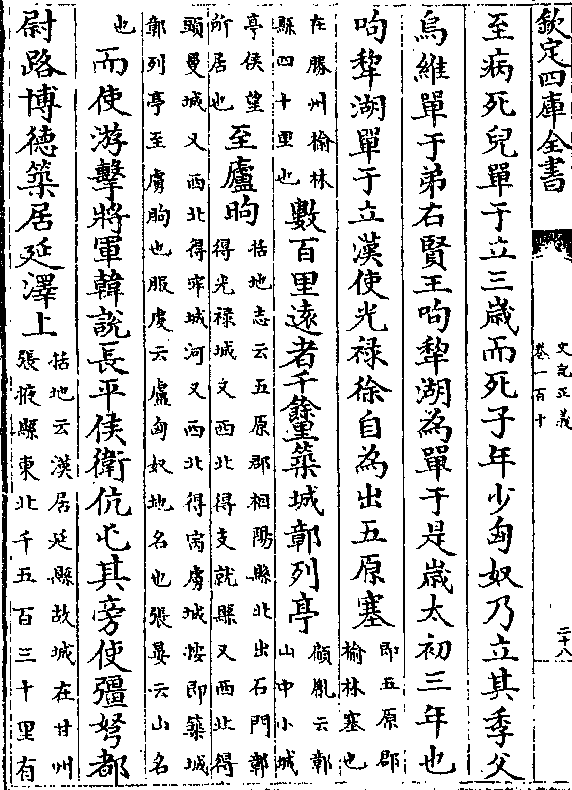 欽定四庫全書
史記正義
卷一百十
二十八
至病死兒單于立三歲而死子年少匈奴乃立其季父
烏維單于弟右賢王呴犂湖為單于是歲太初三年也
呴犂湖單于立漢使光禄徐自為出五原塞
即五原郡
榆林塞也
在勝州榆林
縣四十里也
數百里遠者千餘里築城鄣列亭
顧胤云鄣
山中小城
亭侯望
所居也
至廬朐
括地志云五原郡相陽縣北出石門鄣
得光禄城又西北得支就縣又西北得
頭曼城又西北得虖城河又西北得宿虜城按即築城
鄣列亭至虜朐也服虔云盧匈奴地名也張晏云山名
也
而使游擊將軍韓說長平侯衛伉屯其旁使彊弩都
尉路博德築居延澤上
括地云漢居延縣故城在甘州
張掖縣東北千五百三十里有